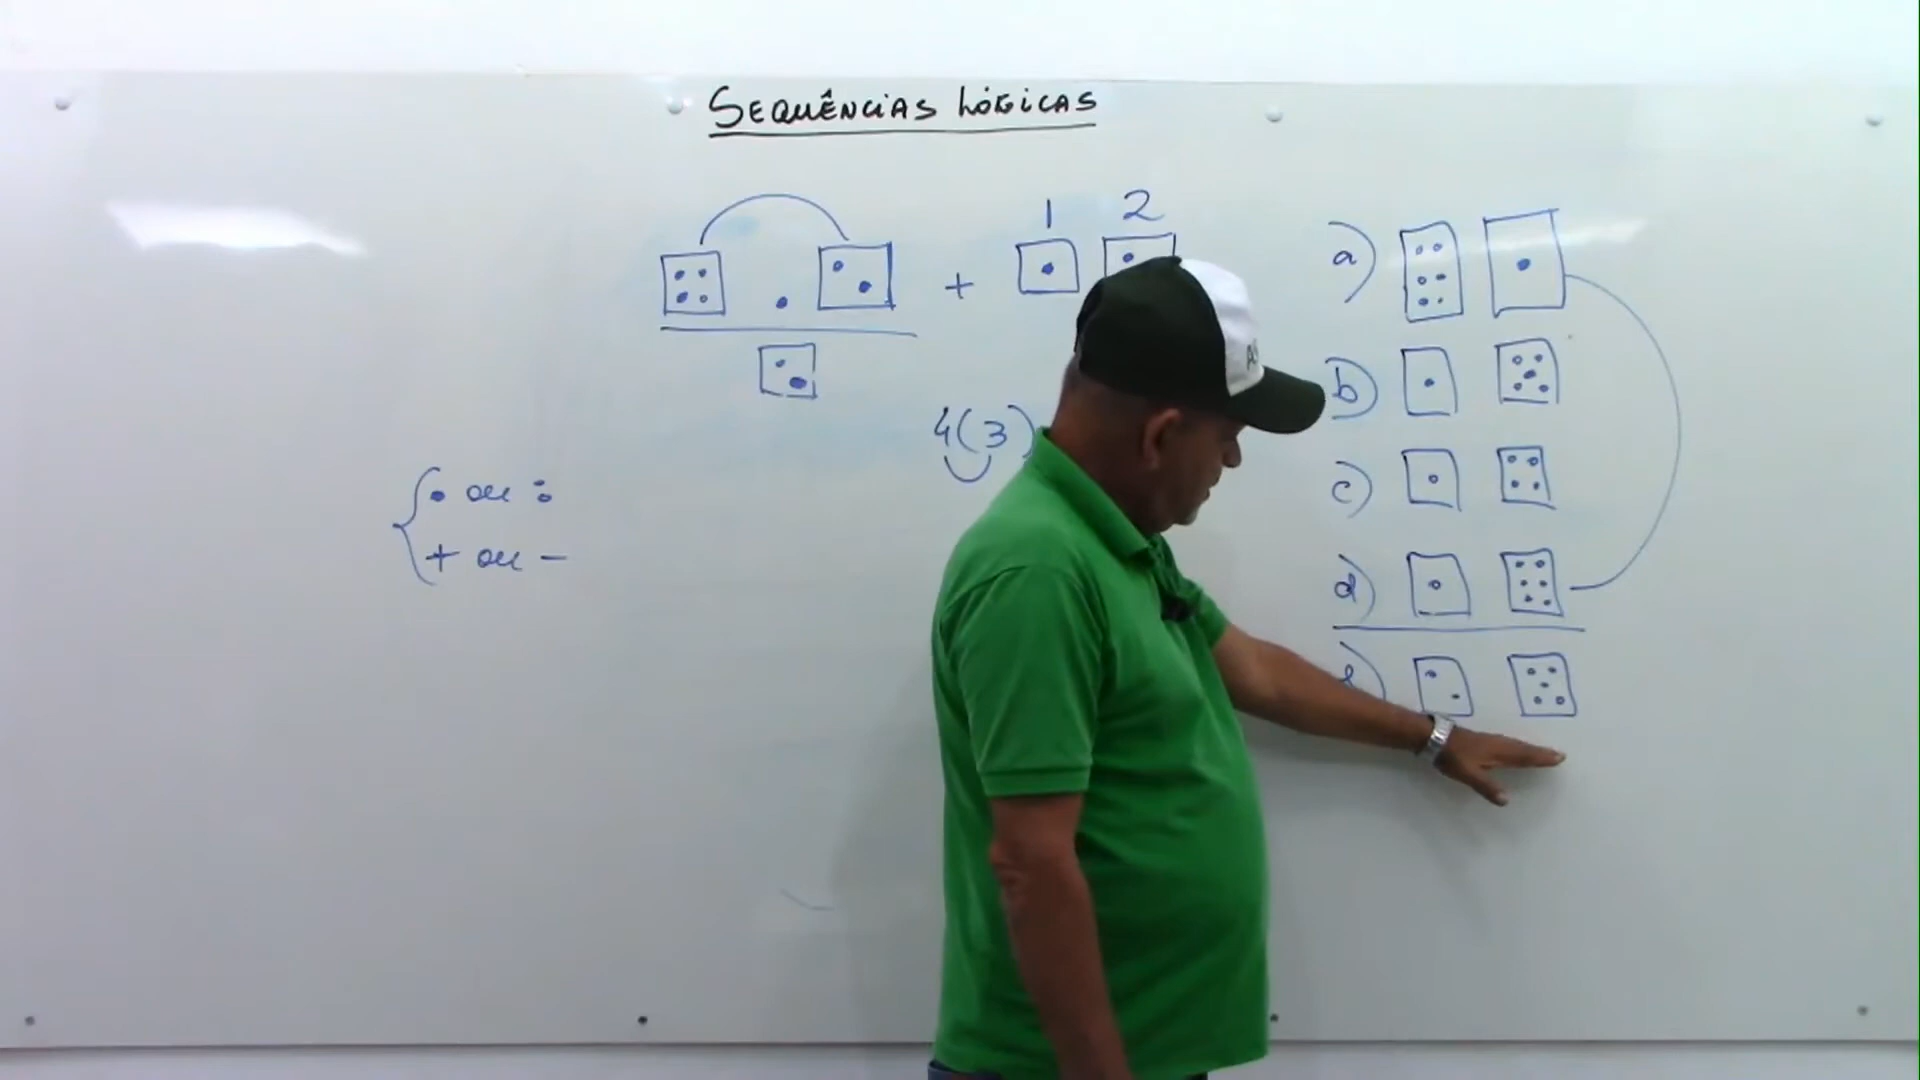 SEQUÊNCIAS LÓGICAS
1 2
• +
a)
b)
4(3)
c)
• ou :
+ ou -
d)